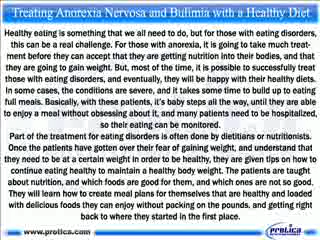 Treating Anorexia Nervosa and Bulimia with a Healthy Diet
Healthy eating is something that we all need to do, but for those with eating disorders,
this can be a real challenge. For those with anorexia, it is going to take much treat-
ment before they can accept that they are getting nutrition into their bodies, and that
they are going to gain weight. But, most of the time, it is possible to successfully treat
those with eating disorders, and eventually, they will be happy with their healthy diets.
In some cases, the conditions are severe, and it takes some time to build up to eating
full meals. Basically, with these patients, it's baby steps all the way, until they are able
to enjoy a meal without obsessing about it, and many patients need to be hospitalized,
so their eating can be monitored.
Part of the treatment for eating disorders is often done by dietitians or nutritionists.
Once the patients have gotten over their fear of gaining weight, and understand that
they need to be at a certain weight in order to be healthy, they are given tips on how to
continue eating healthy to maintain a healthy body weight. The patients are taught
about nutrition, and which foods are good for them, and which ones are not so good.
They will learn how to create meal plans for themselves that are healthy and loaded
with delicious foods they can enjoy without packing on the pounds. and getting right
back to where they started in the first place.
www.protica.com
protica